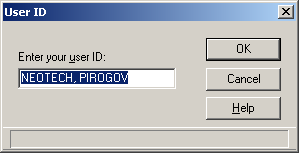 User ID
Enter your user ID:
NEOTECH, PIROGOV
OK
Cancel
Help